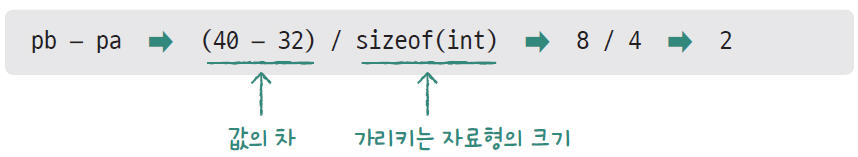 pb – pa ➡ (40 – 32) / sizeof(int) ➡ 8 / 4 ➡ 2
값의 차 가리키는 자료형의 크기